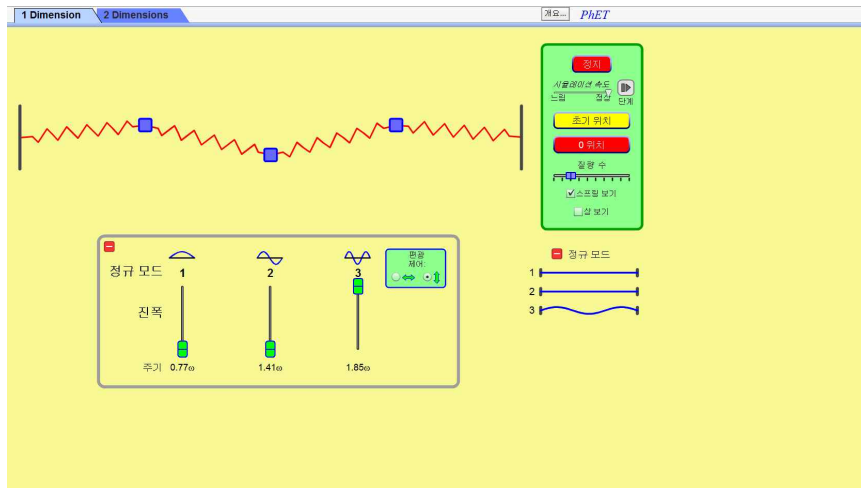 1 Dimension
2 Dimensions
개요...
PhET
정지
시뮬레이션 속도
느림 정상
단계
초기 위치
0 위치
질량 수
스프링 보기
상 보기
정규 모드 1 2 3
편광
제어:
진폭
주기 0.77ω 1.41ω 1.85ω
정규 모드
1
2
3